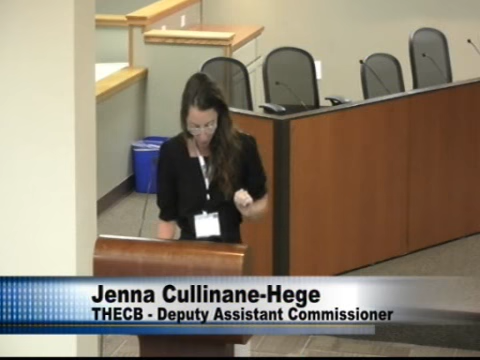 Jenna Cullinane-Hege
THECB - Deputy Assistant Commissioner